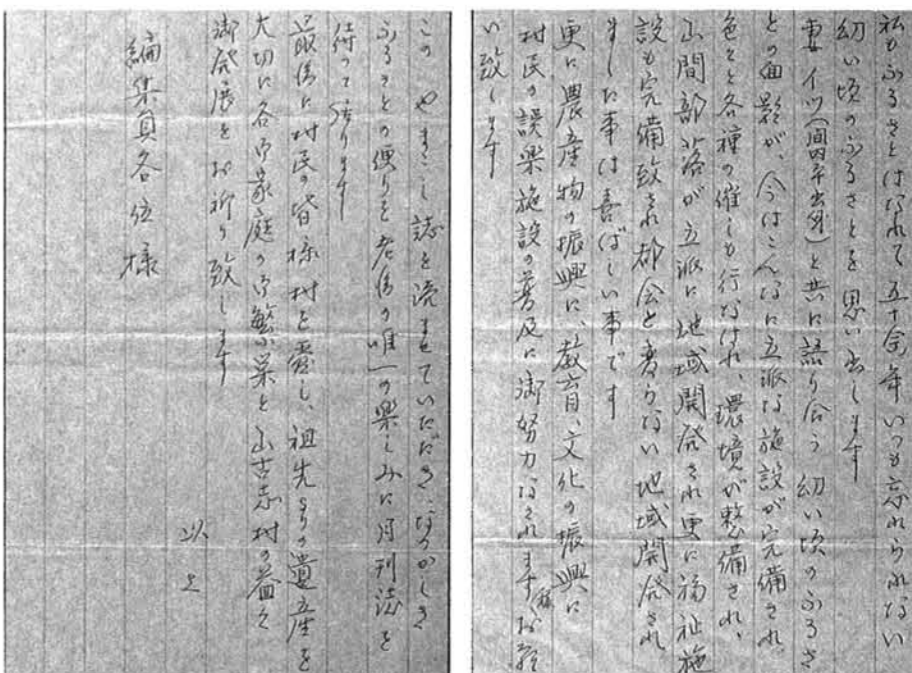 私もふるさとはなれて五十余年いつも忘れられない
幼い頃のふるさとを思い出します
妻イツ(間内平出身)と共に語り合う幼い頃のふるさ
との面影が、今はこんなに立派な施設が完備され
色々と各種の催しも行なはれ、環境が整備され、
山間部落が立派に地域開発され更に福祉施
設も完備致され都会と変らない地域開発され
ました事は喜ばしい事です
更に農産物の振興に、教育、文化の振興に
村民の誤楽施設の普及に御努力なされます様お願
い致します
この やまこし誌を読ませていただき、なつかしき
ふるさとの便りを老後の唯一の楽しみに月刊誌を
待って居ります
最後に村民の皆様 村を愛し、祖先よりの遺産を
大切に各御家庭の御繁栄と山古志村の益々
御発展をお祈り致します
以上
編集員各位様